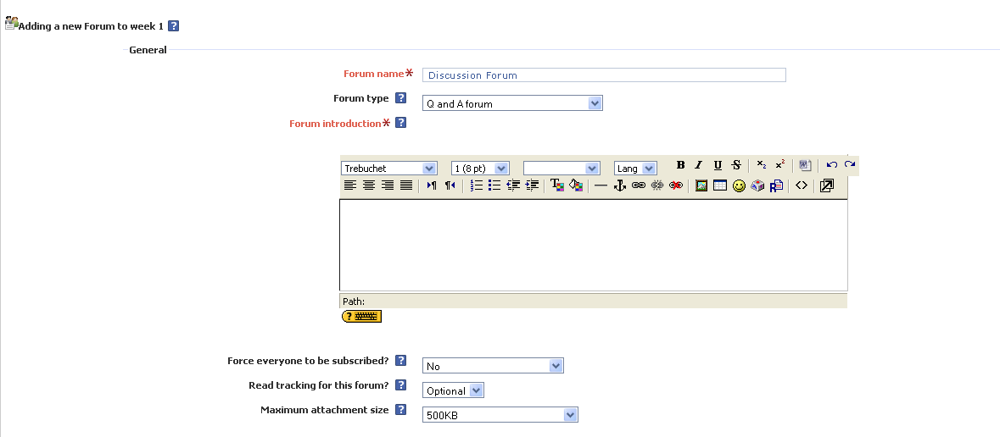 Adding a new Forum to week 1 ?
General
Forum name* Discussion Forum
Forum type ? Q and A forum
Forum introduction* ?
Trebuchet 1 (8 pt) Lang B I U S x2 x2 W
Path:
?
Force everyone to be subscribed? ? No
Read tracking for this forum? ? Optional
Maximum attachment size ? 500KB